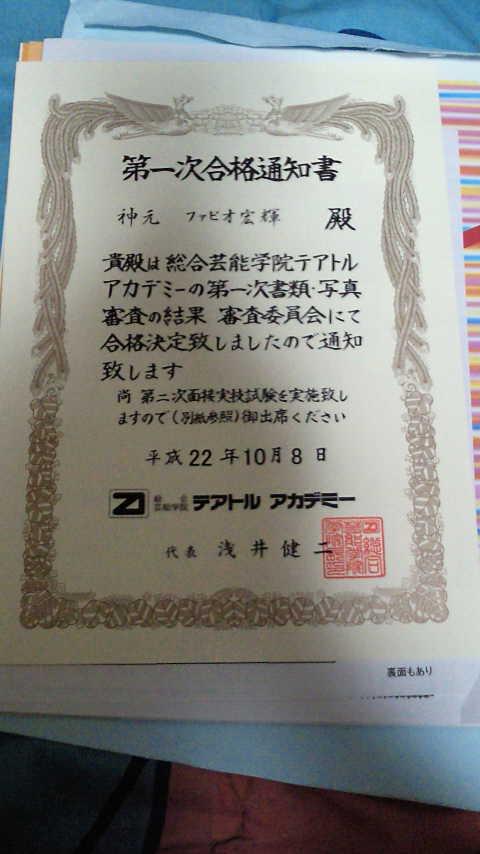 第一次合格通知書
神元 ファビオ宏輝 殿
貴殿は総合芸能学院テアトル
アカデミーの第一次書類・写真
審査の結果 審査委員会にて
合格決定致しましたので通知
致します
尚 第二次面接実技試験を実施致し
ますので(別紙参照)御出席ください
平成22年10月8日
総合
芸能学院 テアトル アカデミー
代表 浅井健二
裏面もあり